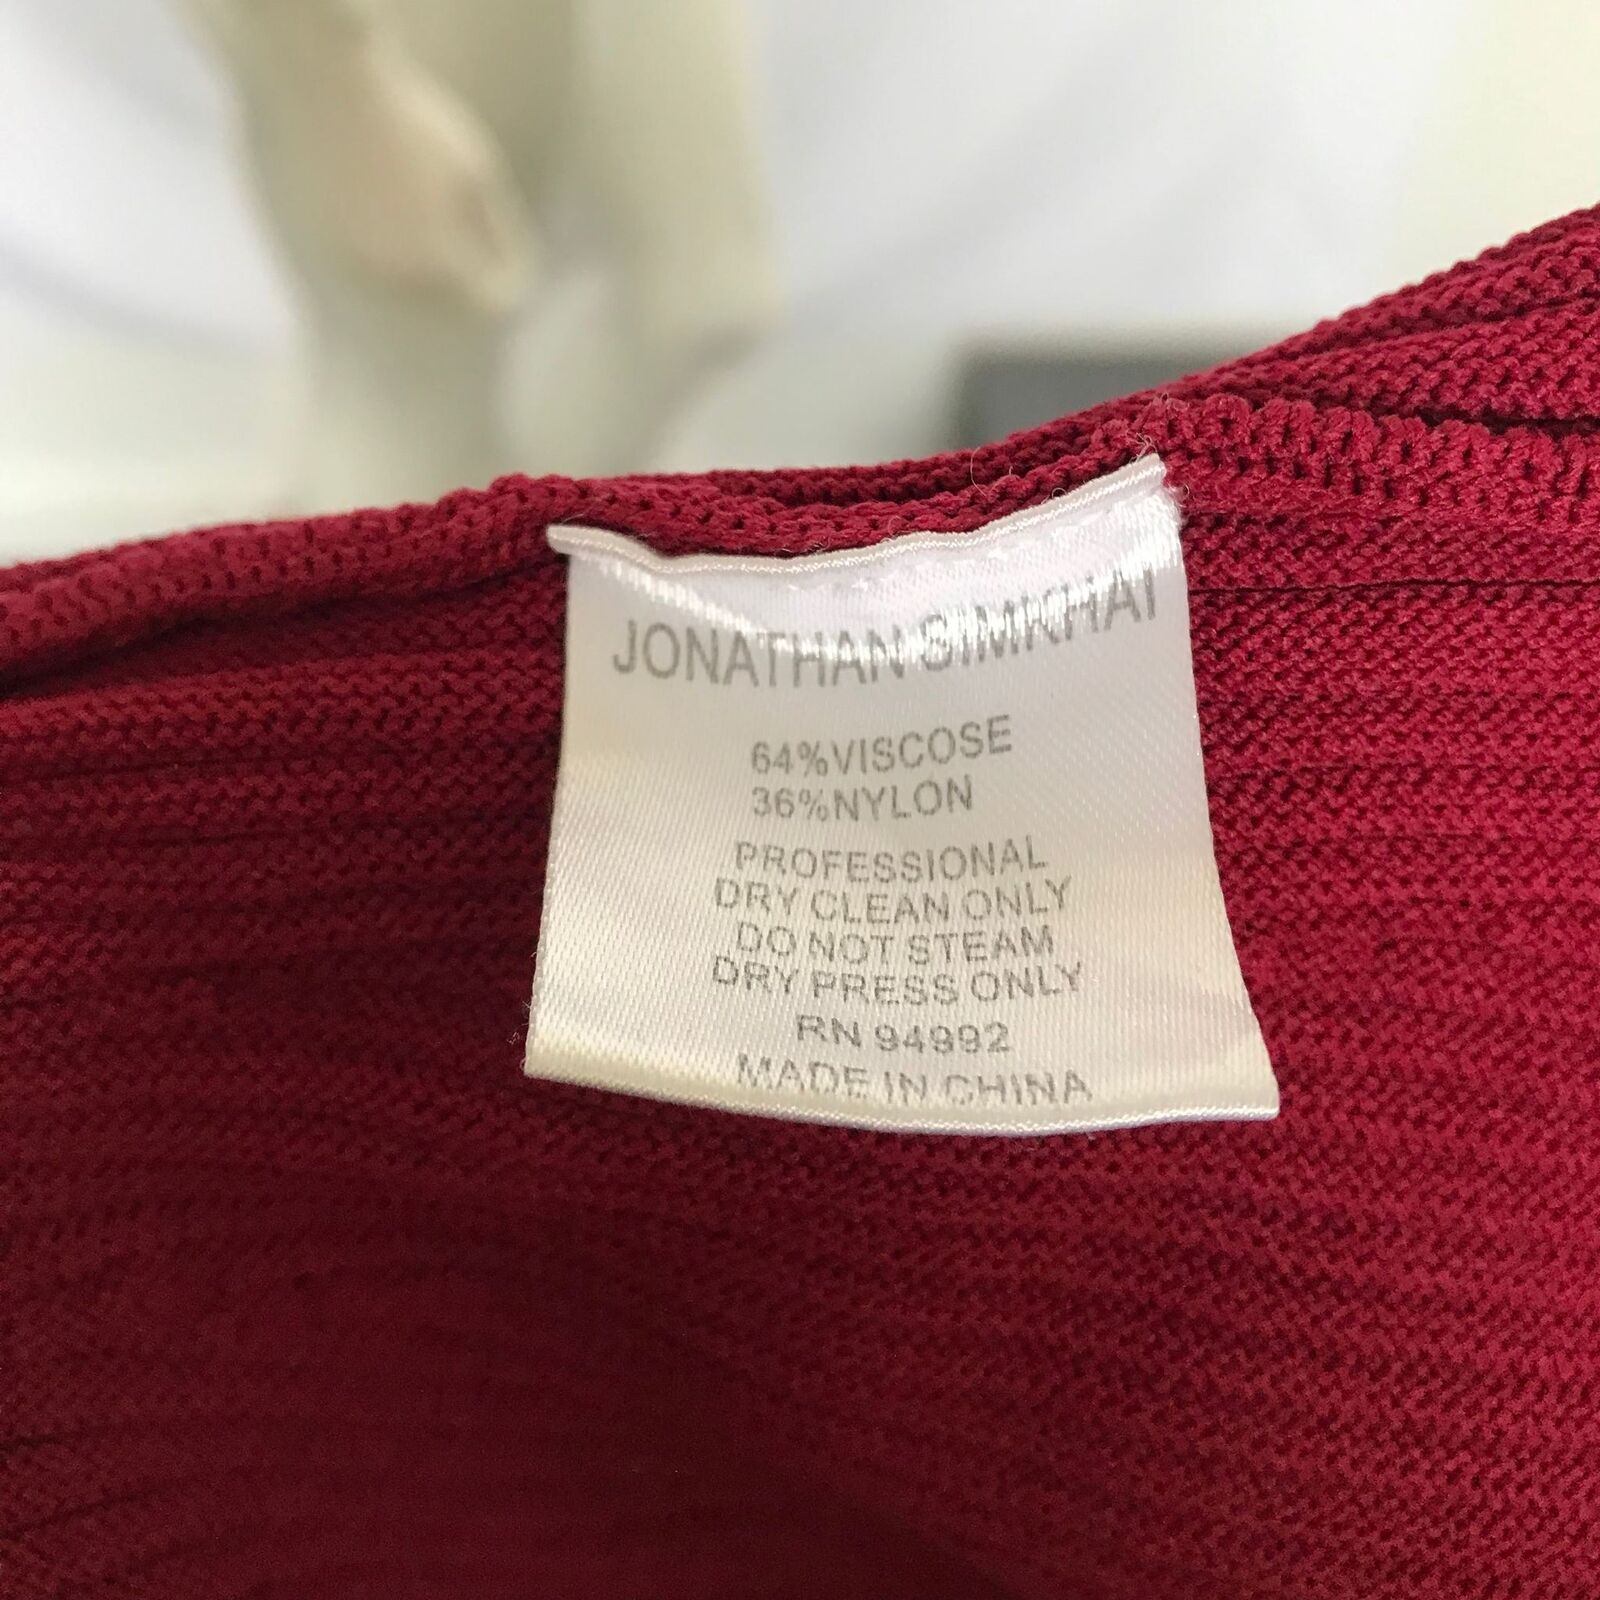 JONATHAN SIMKHAI
64%VISCOSE
36%NYLON
PROFESSIONAL
DRY CLEAN ONLY
DO NOT STEAM
DRY PRESS ONLY
RN 94992
MADE IN CHINA